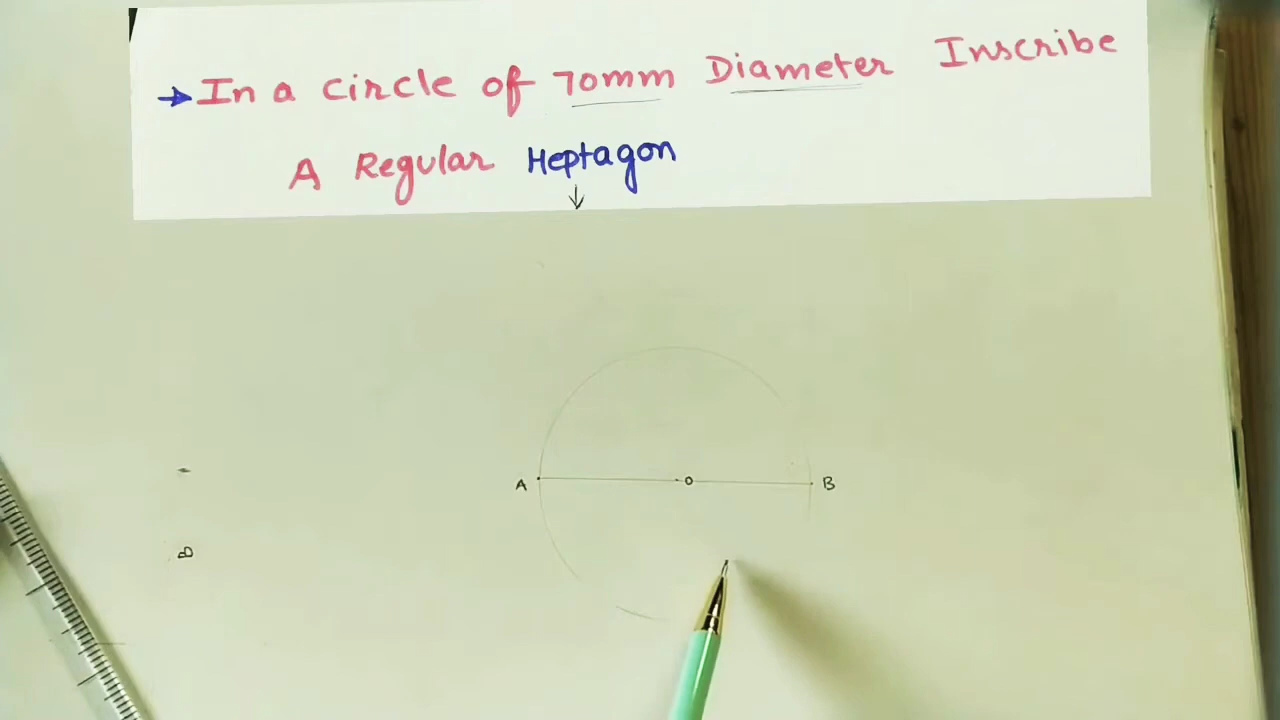 → In a circle of 70mm Diameter Inscribe
A Regular Heptagon
A O B
B